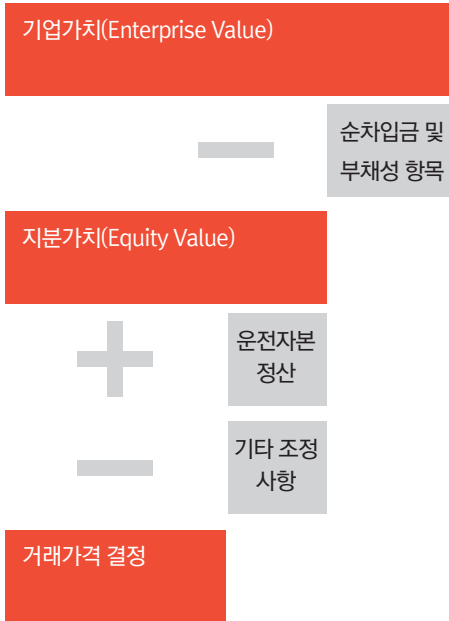 기업가치(Enterprise Value)
순차입금 및
부채성 항목
지분가치(Equity Value)
운전자본
정산
기타 조정
사항
거래가격 결정